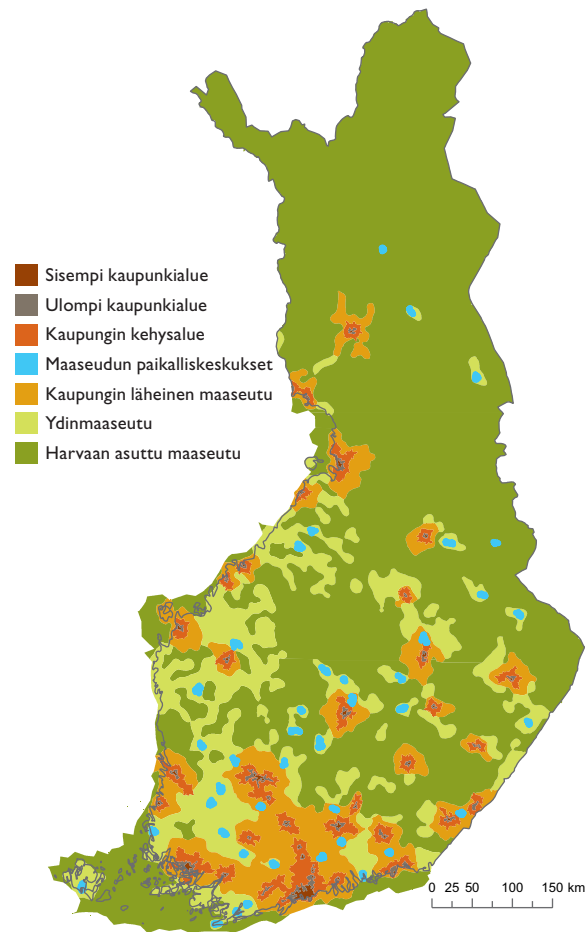 Sisempi kaupunkialue
Ulompi kaupunkialue
Kaupungin kehysalue
Maaseudun paikalliskeskukset
Kaupungin läheinen maaseutu
Ydinmaaseutu
Harvaan asuttu maaseutu
0 25 50 100 150 km